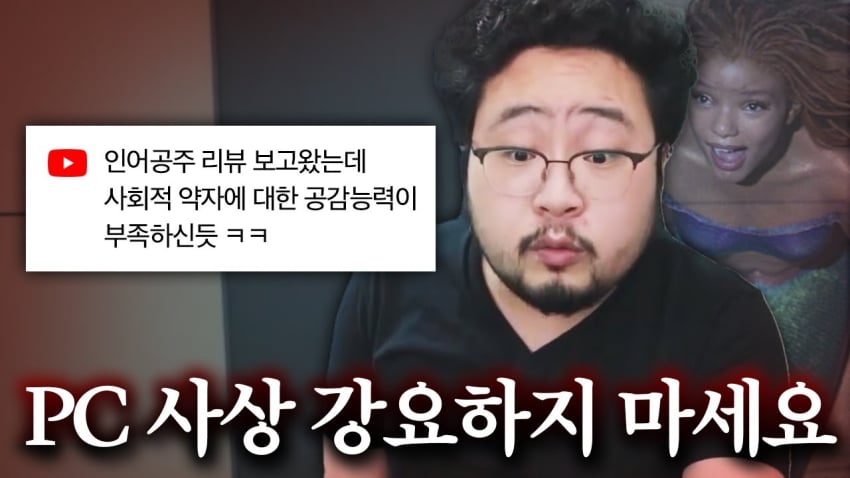 인어공주 리뷰 보고왔는데
사회적 약자에 대한 공감능력이
부족하신듯 ㅋㅋ
PC 사상 강요하지 마세요